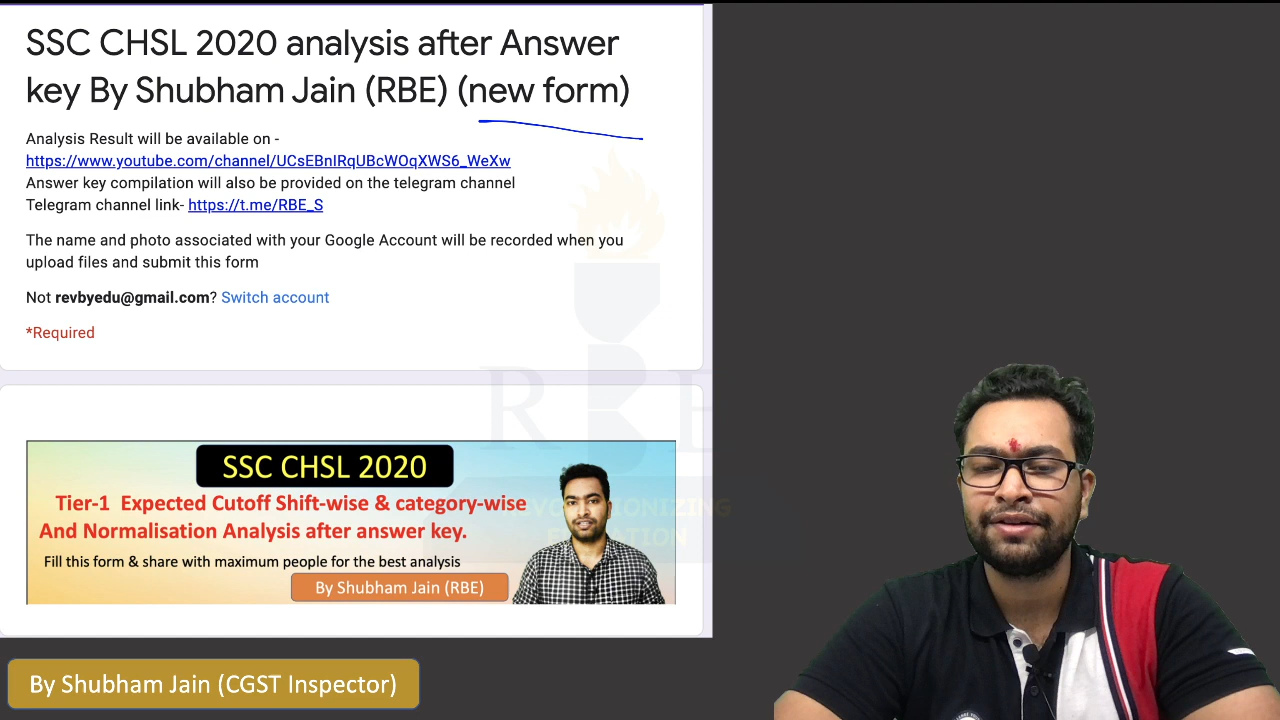 SSC CHSL 2020 analysis after Answer
key By Shubham Jain (RBE) (new form)
Analysis Result will be available on -
https://www.youtube.com/channel/UCsEBnIRqUBcWOqXWS6_WeXw
Answer key compilation will also be provided on the telegram channel
Telegram channel link- https://t.me/RBE_S
The name and photo associated with your Google Account will be recorded when you
upload files and submit this form
Not revbyedu@gmail.com? Switch account
*Required
R B E
SSC CHSL 2020
Tier-1 Expected Cutoff Shift-wise & category-wise
And Normalisation Analysis after answer key.
Fill this form & share with maximum people for the best analysis
By Shubham Jain (RBE)
By Shubham Jain (CGST Inspector)